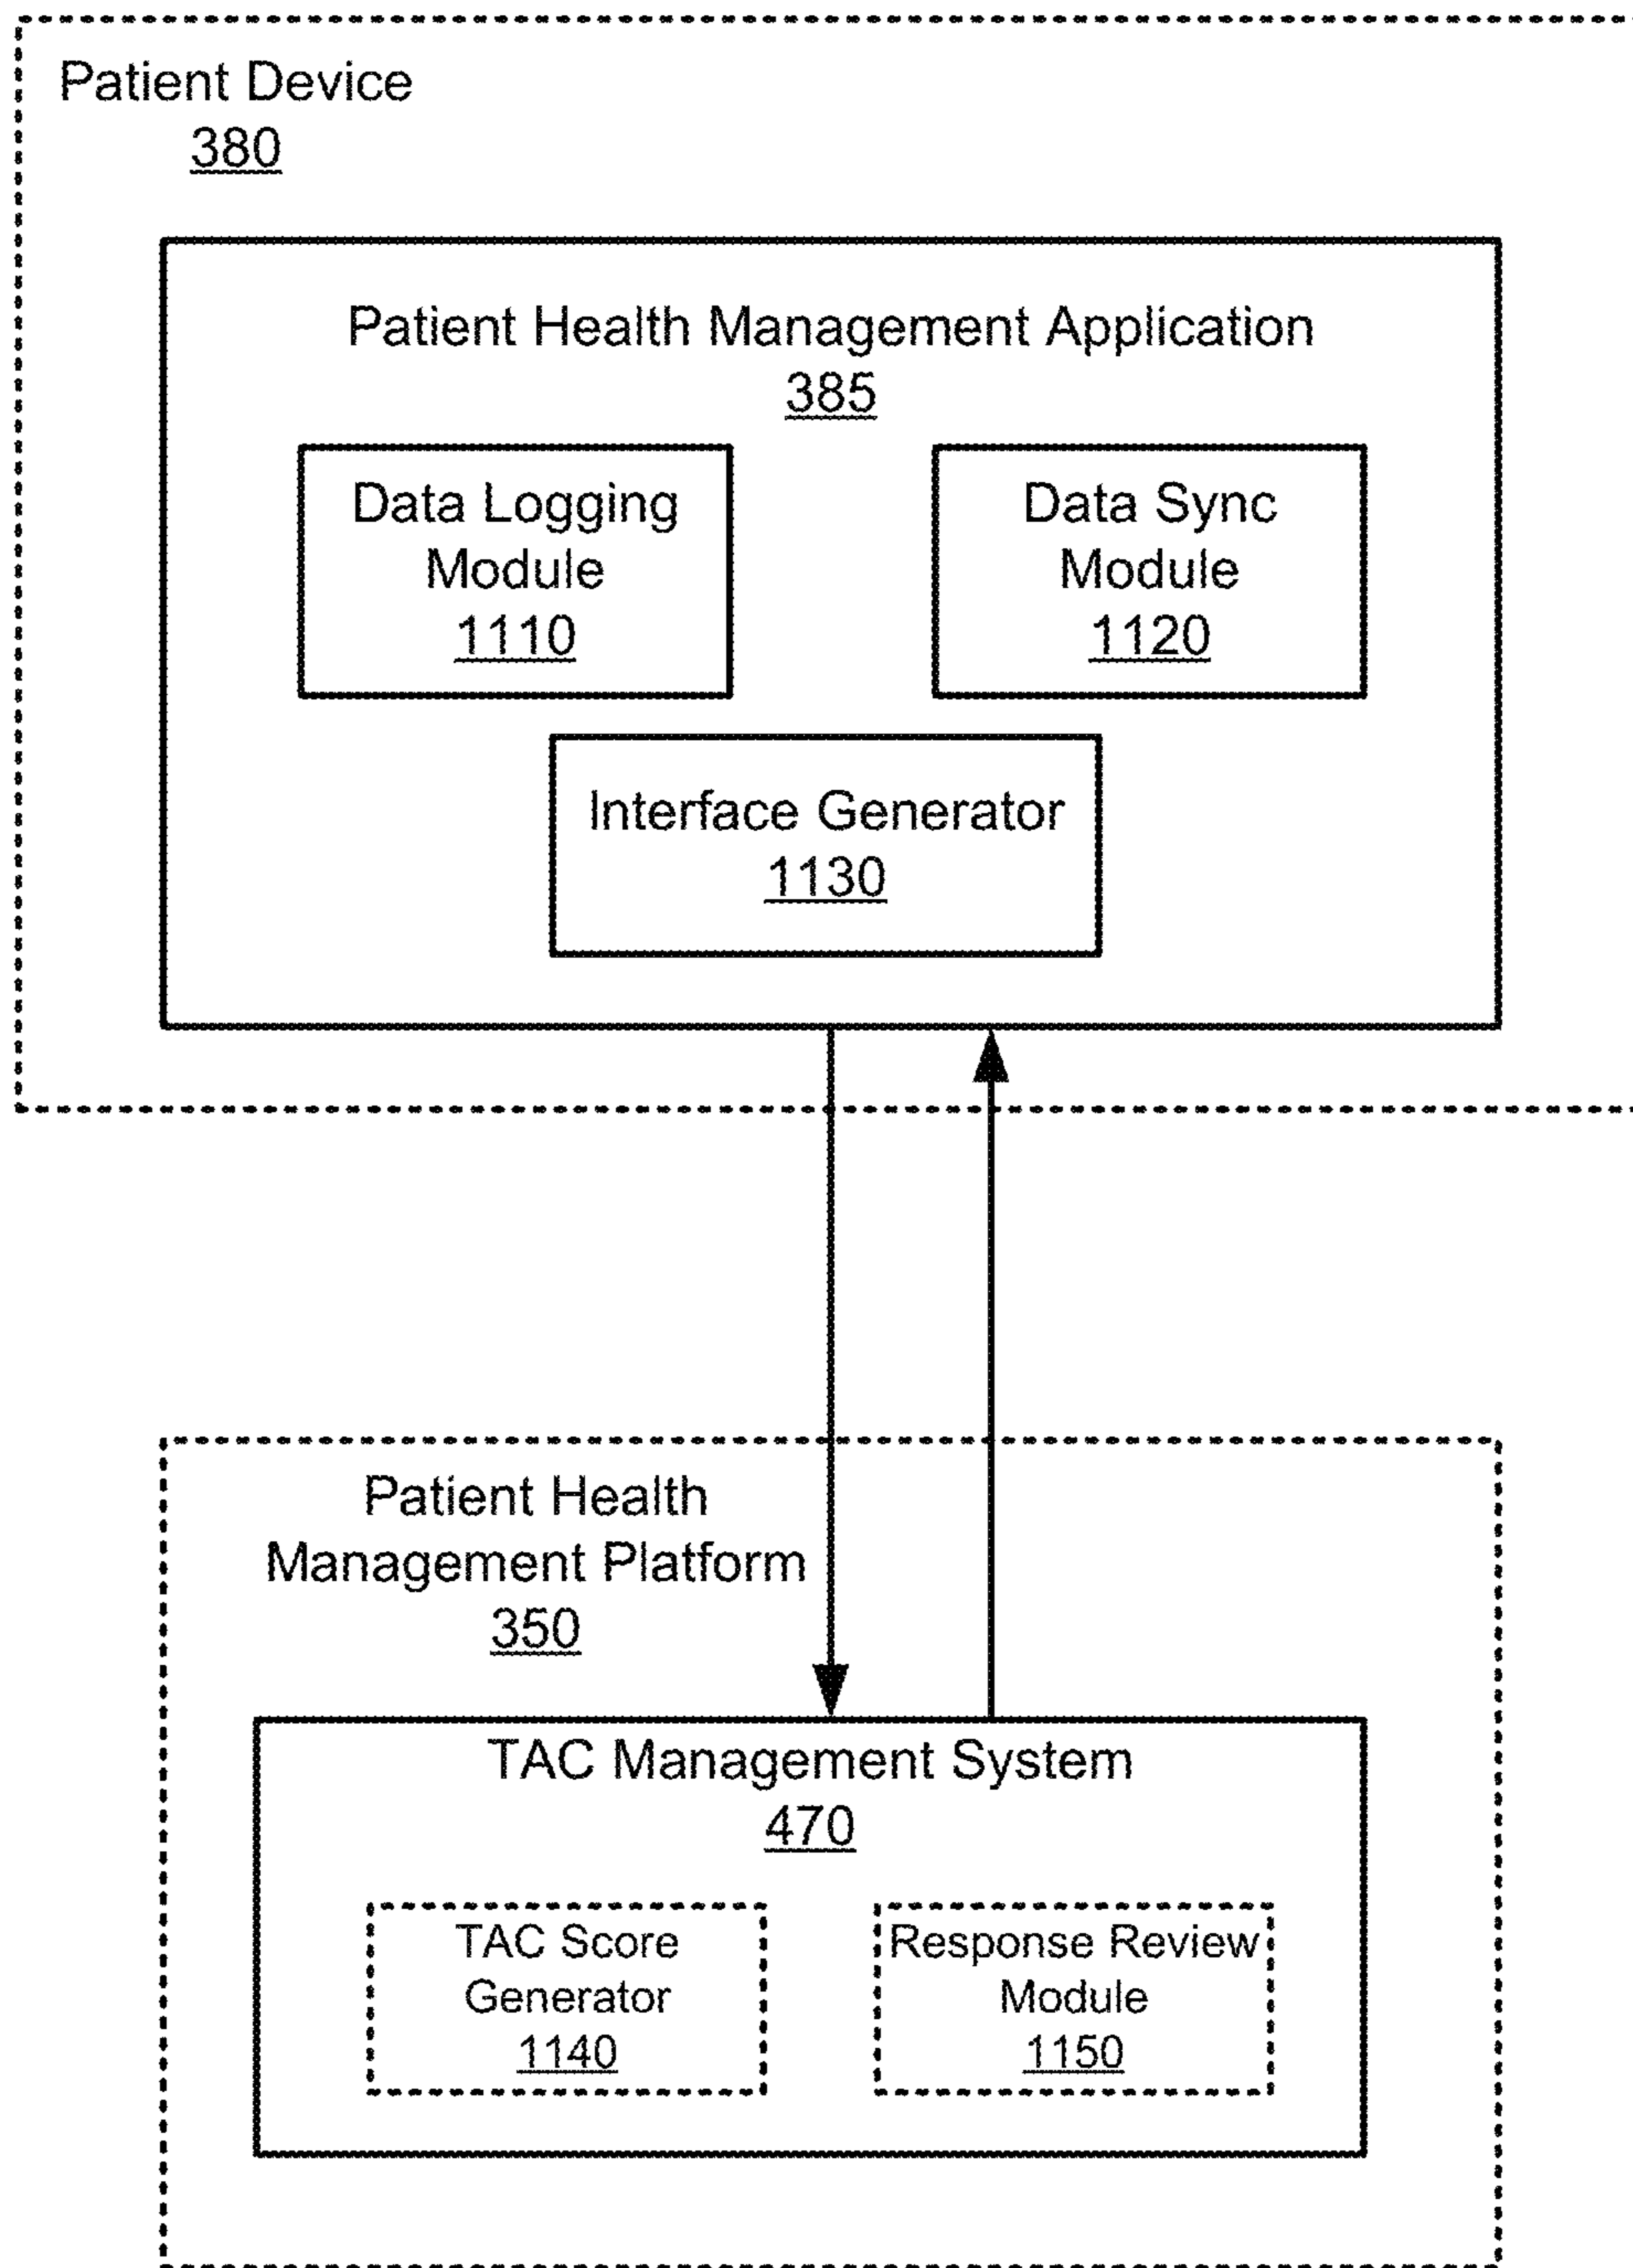 Patient Device
380
Patient Health Management Application
385
Data Logging
Module
1110
Data Sync
Module
1120
Interface Generator
1130
Patient Health
Management Platform
350
TAC Management System
470
TAC Score
Generator
1140
Response Review
Module
1150